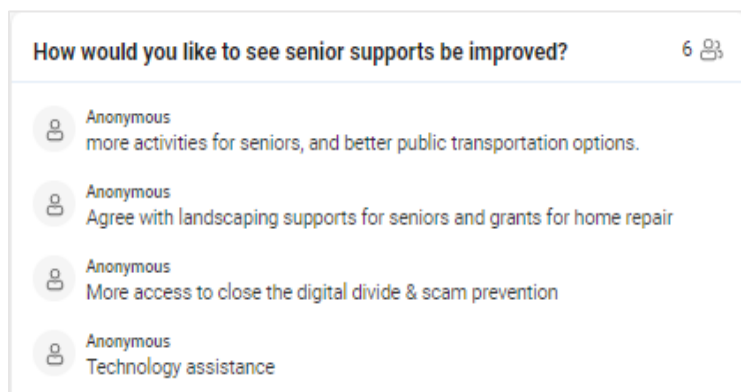 How would you like to see senior supports be improved? 6
Anonymous
more activities for seniors, and better public transportation options.
Anonymous
Agree with landscaping supports for seniors and grants for home repair
Anonymous
More access to close the digital divide & scam prevention
Anonymous
Technology assistance